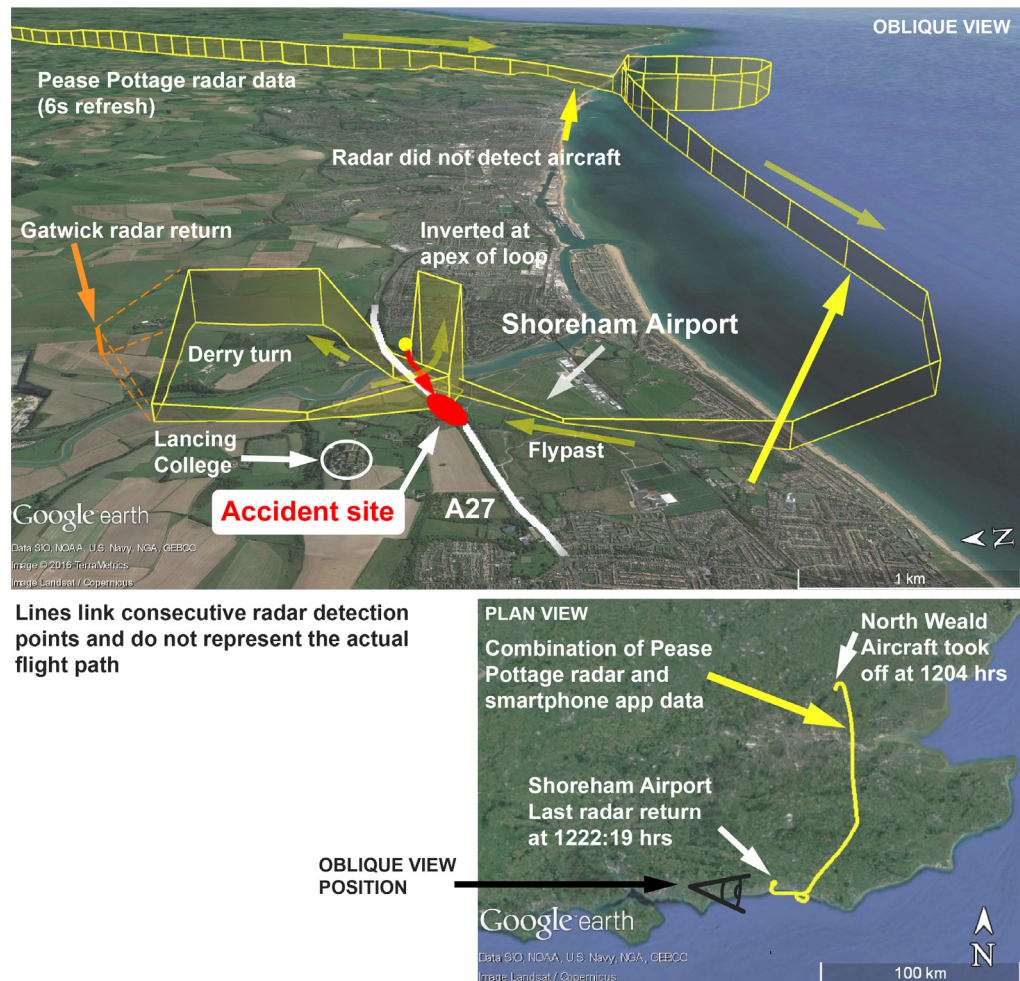 OBLIQUE VIEW
Pease Pottage radar data
(6s refresh)
Radar did not detect aircraft
Gatwick radar return
Inverted at
apex of loop
Shoreham Airport
Derry turn
Flypast
Lancing
College
Accident site
A27
Google earth
Data SIO, NOAA, U.S. Navy, NGA, GEBCO
Image © 2016 TerraMetrics
Image Landsat / Copernicus
N
1 km
Lines link consecutive radar detection
points and do not represent the actual
flight path
PLAN VIEW
Combination of Pease
Pottage radar and
smartphone app data
North Weald
Aircraft took
off at 1204 hrs
Shoreham Airport
Last radar return
at 1222:19 hrs
OBLIQUE VIEW
POSITION
Google earth
Data SIO, NOAA, U.S. Navy, NGA, GEBCO
Image Landsat / Copernicus
N
100 km